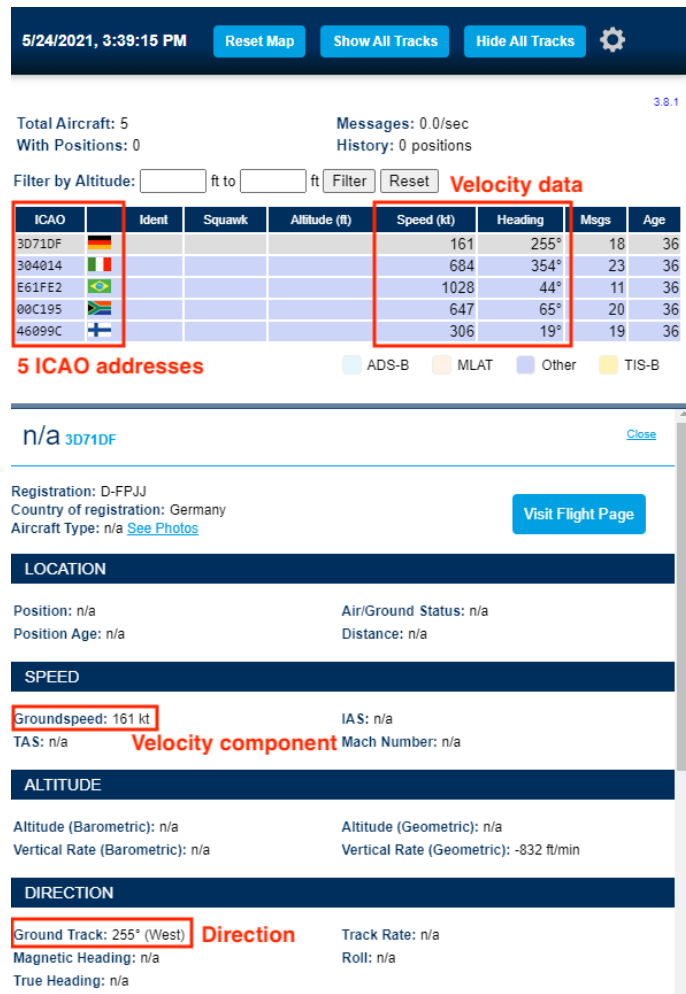 5/24/2021, 3:39:15 PM Reset Map Show All Tracks Hide All Tracks
3.8.1
Total Aircraft: 5 Messages: 0.0/sec
With Positions: 0 History: 0 positions
Filter by Altitude: ft to ft Filter Reset Velocity data
ICAO Ident Squawk Altitude (ft) Speed (kt) Heading Msgs Age
3D71DF 161 255° 18 36
304014 684 354° 23 36
E61FE2 1028 44° 11 36
00C195 647 65° 20 36
46099C 306 19° 19 36
5 ICAO addresses ADS-B MLAT Other TIS-B
n/a 3D71DF Close
Registration: D-FPJJ
Country of registration: Germany Visit Flight Page
Aircraft Type: n/a See Photos
LOCATION
Position: n/a Air/Ground Status: n/a
Position Age: n/a Distance: n/a
SPEED
Groundspeed: 161 kt IAS: n/a
TAS: n/a Velocity component Mach Number: n/a
ALTITUDE
Altitude (Barometric): n/a Altitude (Geometric): n/a
Vertical Rate (Barometric): n/a Vertical Rate (Geometric): -832 ft/min
DIRECTION
Ground Track: 255° (West) Direction Track Rate: n/a
Magnetic Heading: n/a Roll: n/a
True Heading: n/a